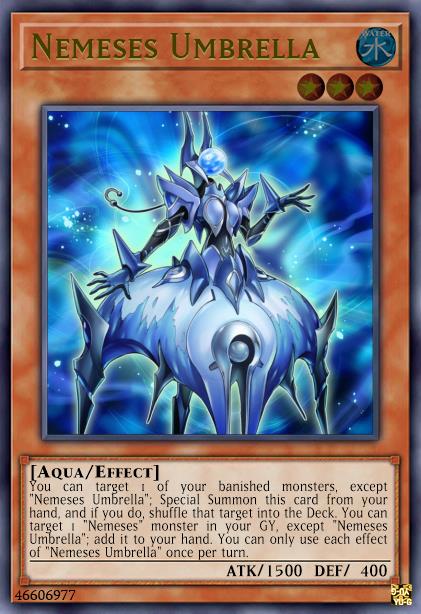 NEMESES UMBRELLA
WATER
水
[AQUA/EFFECT]
You can target 1 of your banished monsters, except
"Nemeses Umbrella"; Special Summon this card from your
hand, and if you do, shuffle that target into the Deck. You can
target 1 "Nemeses" monster in your GY, except "Nemeses
Umbrella"; add it to your hand. You can only use each effect
of "Nemeses Umbrella" once per turn.
ATK/1500 DEF/ 400
46606977